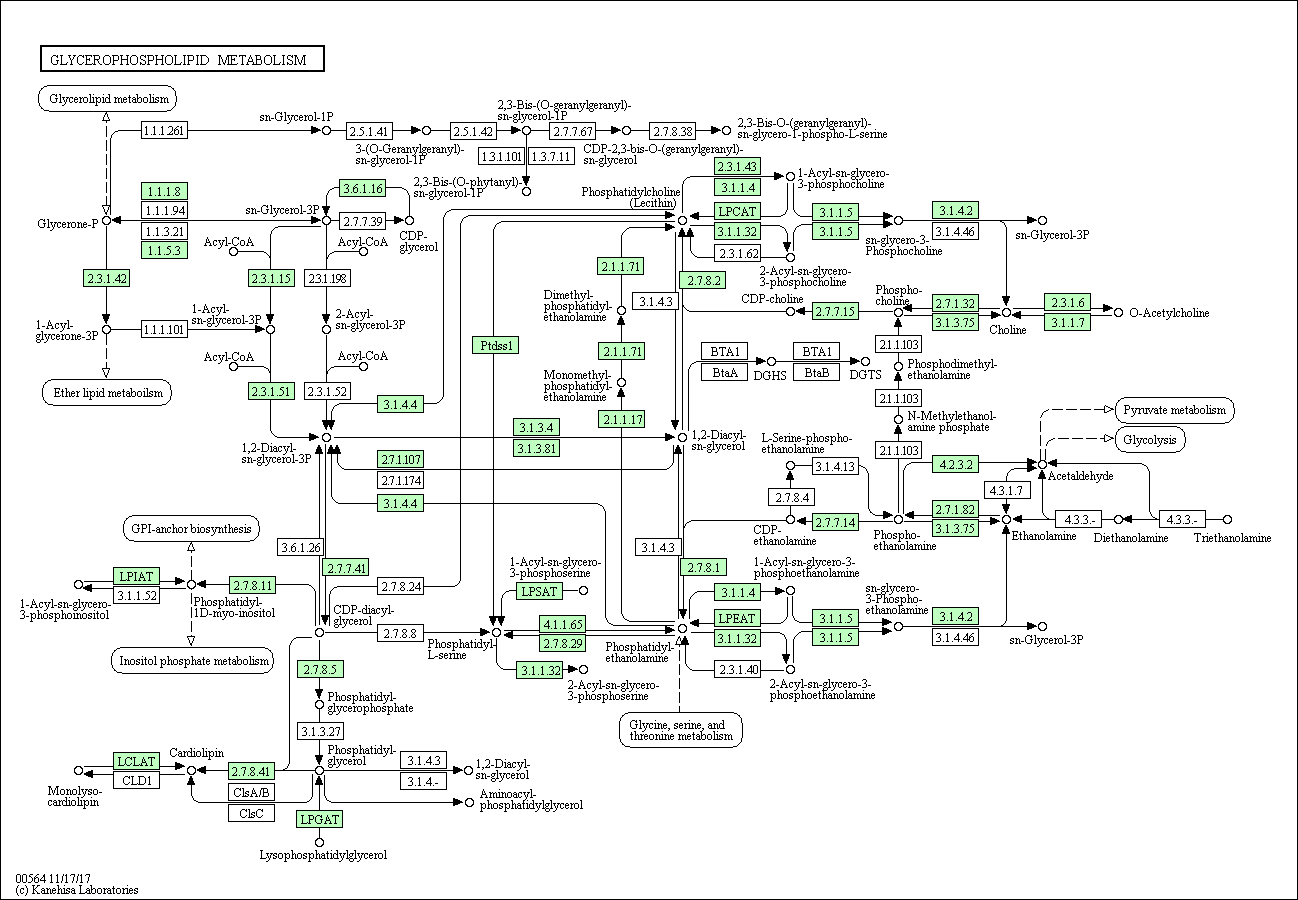 GLYCEROPHOSPHOLIPID METABOLISM
Glycerolipid metabolism
1.1.1.261
sn-Glycerol-1P
2.5.1.41
3-(O-Geranylgeranyl)-
sn-glycerol-1P
2.5.1.42
2,3-Bis-(O-geranylgeranyl)-
sn-glycerol-1P
2.7.7.67
CDP-2,3-bis-O-(geranylgeranyl)-
sn-glycerol
2.7.8.38
2,3-Bis-O-(geranylgeranyl)-
sn-glycero-1-phospho-L-serine
1.3.1.101
1.3.7.11
2,3-Bis-(O-phytanyl)-
sn-glycerol-1P
1.1.1.8
1.1.1.94
1.1.3.21
1.1.5.3
Glycerone-P
sn-Glycerol-3P
3.6.1.16
2.7.7.39
CDP-
glycerol
Phosphatidylcholine
(Lecithin)
2.3.1.43
3.1.1.4
LPCAT
3.1.1.32
2.3.1.62
1-Acyl-sn-glycero-
3-phosphocholine
2-Acyl-sn-glycero-
3-phosphocholine
3.1.1.5
3.1.1.5
sn-glycero-3-
Phosphocholine
3.1.4.2
3.1.4.46
sn-Glycerol-3P
Acyl-CoA
Acyl-CoA
2.3.1.42
2.3.1.15
2.3.1.198
2.1.1.71
3.1.4.3
2.7.8.2
CDP-choline
2.7.7.15
Phospho-
choline
2.7.1.32
3.1.3.75
Choline
2.3.1.6
3.1.1.7
O-Acetylcholine
1-Acyl-
glycerone-3P
1.1.1.101
1-Acyl-
sn-glycerol-3P
2-Acyl-
sn-glycerol-3P
Dimethyl-
phosphatidyl-
ethanolamine
Ptdss1
2.1.1.71
BTA1
BtaA
DGHS
BTA1
BtaB
DGTS
2.1.1.103
Phosphodimethyl-
ethanolamine
Acyl-CoA
Acyl-CoA
Ether lipid metaboilsm
2.3.1.51
2.3.1.52
3.1.4.4
Monomethyl-
phosphatidyl-
ethanolamine
2.1.1.17
2.1.1.103
N-Methylethanol-
amine phosphate
2.1.1.103
Pyruvate metabolism
Glycolysis
1,2-Diacyl-
sn-glycerol-3P
3.1.3.4
3.1.3.81
1,2-Diacyl-
sn-glycerol
2.7.1.107
2.7.1.174
3.1.4.4
L-Serine-phospho-
ethanolamine
3.1.4.13
2.7.8.4
4.2.3.2
Acetaldehyde
4.3.1.7
CDP-
ethanolamine
2.7.7.14
Phospho-
ethanolamine
2.7.1.82
3.1.3.75
Ethanolamine
4.3.3.-
Diethanolamine
4.3.3.-
Triethanolamine
GPI-anchor biosynthesis
3.6.1.26
2.7.7.41
3.1.4.3
2.7.8.1
LPIAT
3.1.1.52
1-Acyl-sn-glycero-
3-phosphoinositol
2.7.8.11
Phosphatidyl-
1D-myo-inositol
Inositol phosphate metabolism
2.7.8.24
CDP-diacyl-
glycerol
2.7.8.8
1-Acyl-sn-glycero-
3-phosphoserine
LPSAT
Phosphatidyl-
L-serine
4.1.1.65
2.7.8.29
3.1.1.32
2-Acyl-sn-glycero-
3-phosphoserine
Phosphatidyl-
ethanolamine
1-Acyl-sn-glycero-3-
phosphoethanolamine
3.1.1.4
LPEAT
3.1.1.32
2.3.1.40
2-Acyl-sn-glycero-3-
phosphoethanolamine
3.1.1.5
3.1.1.5
sn-glycero-
3-Phospho-
ethanolamine
3.1.4.2
3.1.4.46
sn-Glycerol-3P
Glycine, serine, and
threonine metabolism
2.7.8.5
Phosphatidyl-
glycerophosphate
3.1.3.27
Phosphatidyl-
glycerol
LCLAT
CLD1
Monolyso-
cardiolipin
Cardiolipin
2.7.8.41
ClsA/B
ClsC
3.1.4.3
3.1.4.-
1,2-Diacyl-
sn-glycerol
Aminoacyl-
phosphatidylglycerol
LPGAT
Lysophosphatidylglycerol
00564 11/17/17
(c) Kanehisa Laboratories